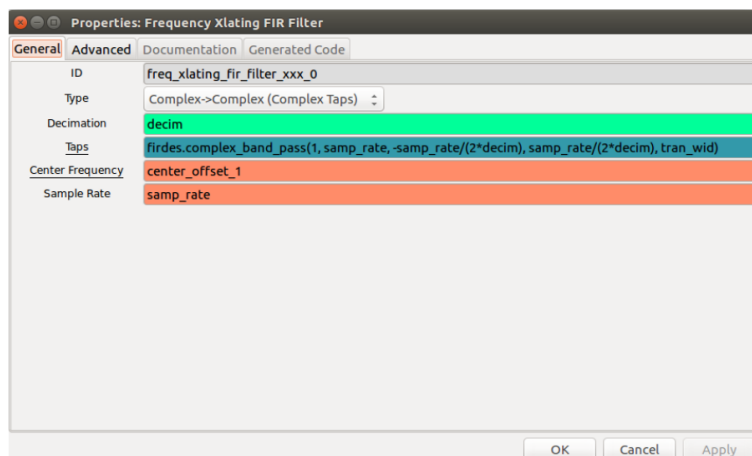 Properties: Frequency Xlating FIR Filter
General Advanced Documentation Generated Code
ID freq_xlating_fir_filter_xxx_0
Type Complex->Complex (Complex Taps)
Decimation decim
Taps firdes.complex_band_pass(1, samp_rate, -samp_rate/(2*decim), samp_rate/(2*decim), tran_wid)
Center Frequency center_offset_1
Sample Rate samp_rate
OK Cancel Apply